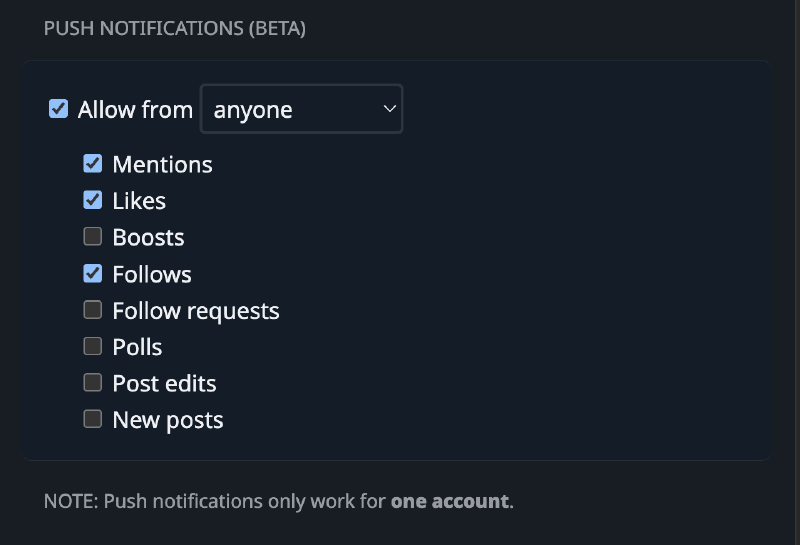 PUSH NOTIFICATIONS (BETA)
Allow from anyone
Mentions
Likes
Boosts
Follows
Follow requests
Polls
Post edits
New posts
NOTE: Push notifications only work for one account.